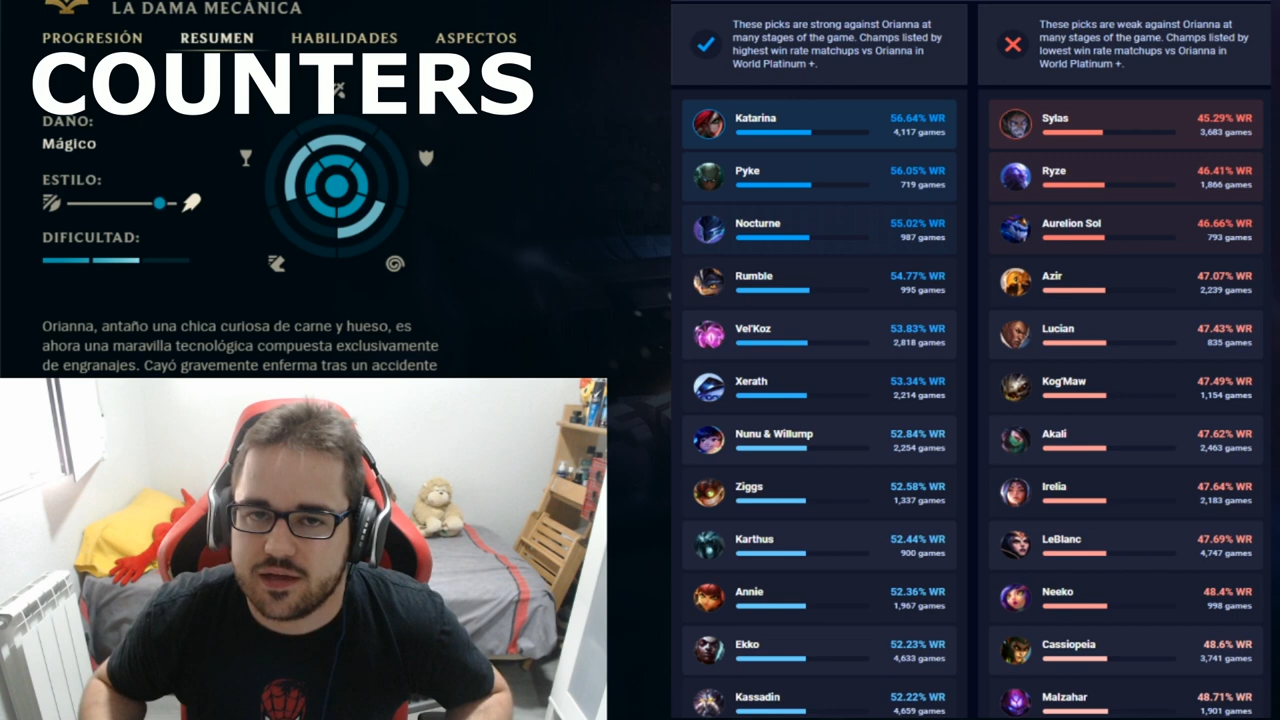 LA DAMA MECÁNICA
PROGRESIÓN RESUMEN HABILIDADES ASPECTOS
COUNTERS
DAÑO:
Mágico
ESTILO:
DIFICULTAD:
Orianna, antaño una chica curiosa de carne y hueso, es
ahora una maravilla tecnológica compuesta exclusivamente
de engranajes. Cayó gravemente enferma tras un accidente
These picks are strong against Orianna at
many stages of the game. Champs listed by
highest win rate matchups vs Orianna in
World Platinum +.
Katarina 56.64% WR
4,117 games
Pyke 56.05% WR
719 games
Nocturne 55.02% WR
987 games
Rumble 54.77% WR
995 games
Vel'Koz 53.83% WR
2,818 games
Xerath 53.34% WR
2,214 games
Nunu & Willump 52.84% WR
2,254 games
Ziggs 52.58% WR
1,337 games
Karthus 52.44% WR
900 games
Annie 52.36% WR
1,967 games
Ekko 52.23% WR
4,633 games
Kassadin 52.22% WR
4,659 games
These picks are weak against Orianna at
many stages of the game. Champs listed by
lowest win rate matchups vs Orianna in
World Platinum +.
Sylas 45.29% WR
3,683 games
Ryze 46.41% WR
1,866 games
Aurelion Sol 46.66% WR
793 games
Azir 47.07% WR
2,239 games
Lucian 47.43% WR
835 games
Kog'Maw 47.49% WR
1,154 games
Akali 47.62% WR
2,463 games
Irelia 47.64% WR
2,183 games
LeBlanc 47.69% WR
4,747 games
Neeko 48.4% WR
998 games
Cassiopeia 48.6% WR
3,741 games
Malzahar 48.71% WR
1,901 games